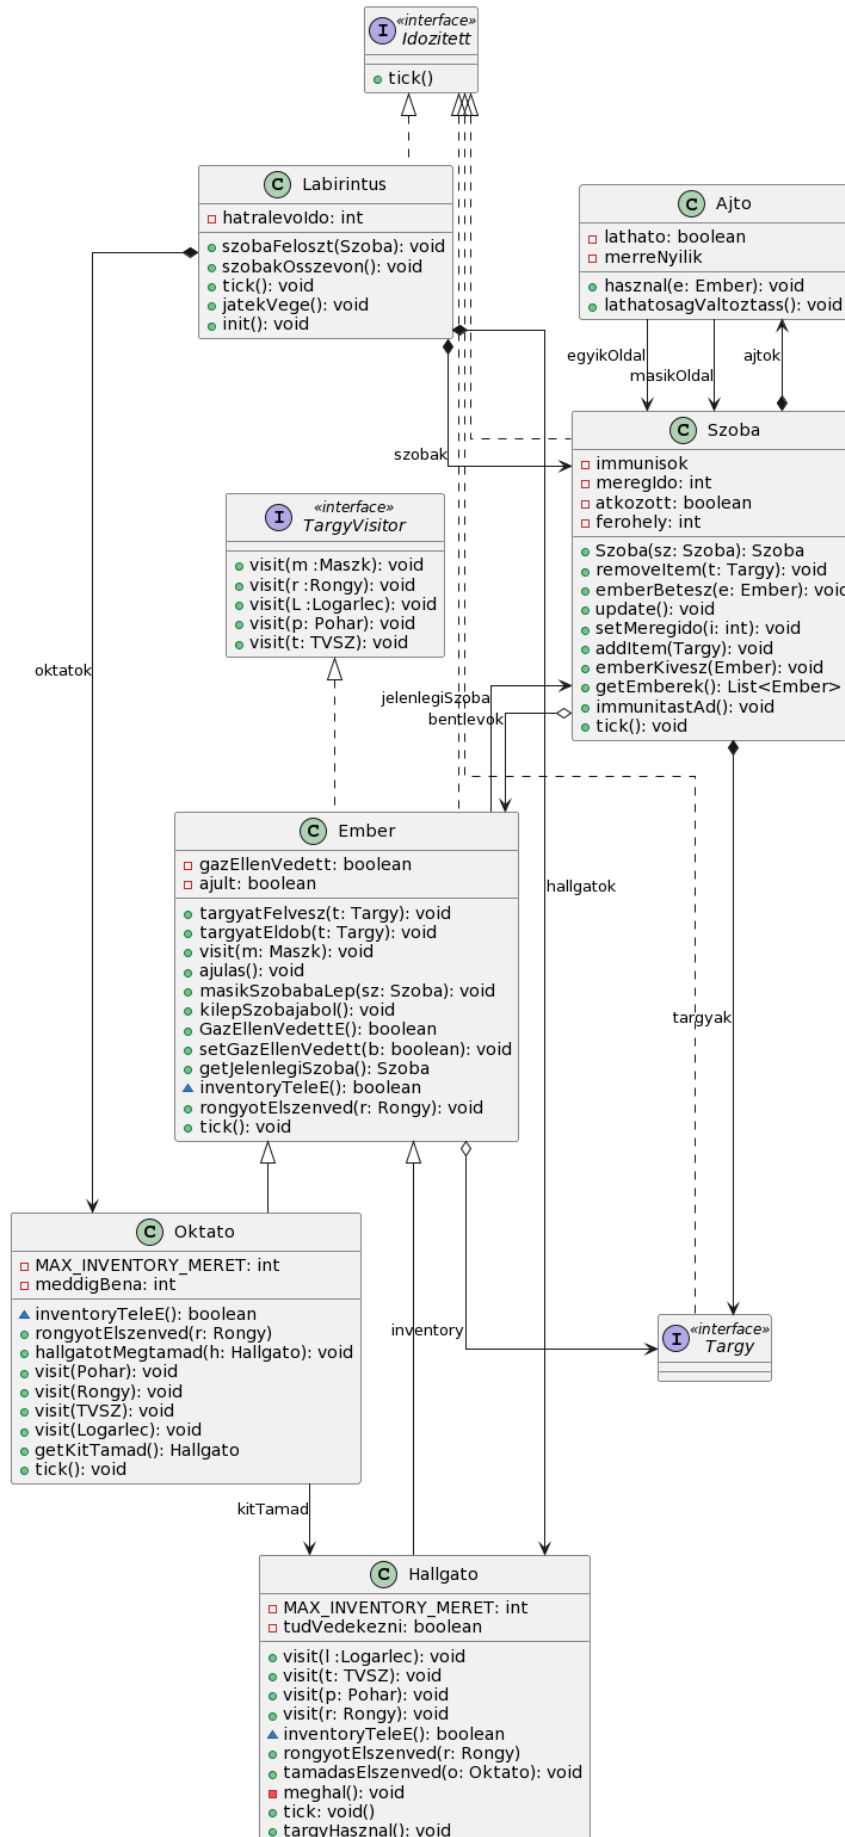 «interface»
I
Idozitett
tick()
C
Labirintus
hatralevoIdo: int
szobaFeloszt(Szoba): void
szobakOsszevon(): void
tick(): void
jatekVege(): void
init(): void
C
Ajto
lathato: boolean
merreNyilik
hasznal(e: Ember): void
lathatosagValtoztass(): void
egyikOldal
masikOldal
ajtok
C
Szoba
immunisok
meregIdo: int
atkozott: boolean
ferohely: int
Szoba(sz: Szoba): Szoba
removeItem(t: Targy): void
emberBetesz(e: Ember): void
update(): void
setMeregido(i: int): void
addItem(Targy): void
emberKivesz(Ember): void
getEmberek(): List<Ember>
immunitastAd(): void
tick(): void
szobak
«interface»
I
TargyVisitor
visit(m :Maszk): void
visit(r :Rongy): void
visit(L :Logarlec): void
visit(p: Pohar): void
visit(t: TVSZ): void
oktatok
jelenlegiSzoba
bentlevok
C
Ember
gazEllenVedett: boolean
ajult: boolean
targyatFelvesz(t: Targy): void
targyatEldob(t: Targy): void
visit(m: Maszk): void
ajulas(): void
masikSzobabaLep(sz: Szoba): void
kilepSzobajabol(): void
GazEllenVedettE(): boolean
setGazEllenVedett(b: boolean): void
getJelenlegiSzoba(): Szoba
inventoryTeleE(): boolean
rongyotElszenved(r: Rongy): void
tick(): void
hallgatok
targyak
C
Oktato
MAX_INVENTORY_MERET: int
meddigBena: int
inventoryTeleE(): boolean
rongyotElszenved(r: Rongy)
hallgatotMegtamad(h: Hallgato): void
visit(Pohar): void
visit(Rongy): void
visit(TVSZ): void
visit(Logarlec): void
getKitTamad(): Hallgato
tick(): void
inventory
«interface»
I
Targy
kitTamad
C
Hallgato
MAX_INVENTORY_MERET: int
tudVedekezni: boolean
visit(l :Logarlec): void
visit(t: TVSZ): void
visit(p: Pohar): void
visit(r: Rongy): void
inventoryTeleE(): boolean
rongyotElszenved(r: Rongy)
tamadasElszenved(o: Oktato): void
meghal(): void
tick: void()
targyHasznal(): void